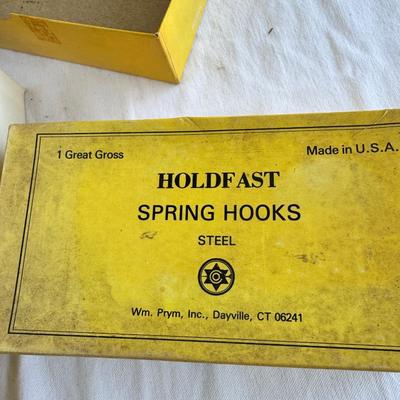 1 Great Gross
Made in U.S.A.
HOLDFAST
SPRING HOOKS
STEEL
Wm. Prym, Inc., Dayville, CT 06241